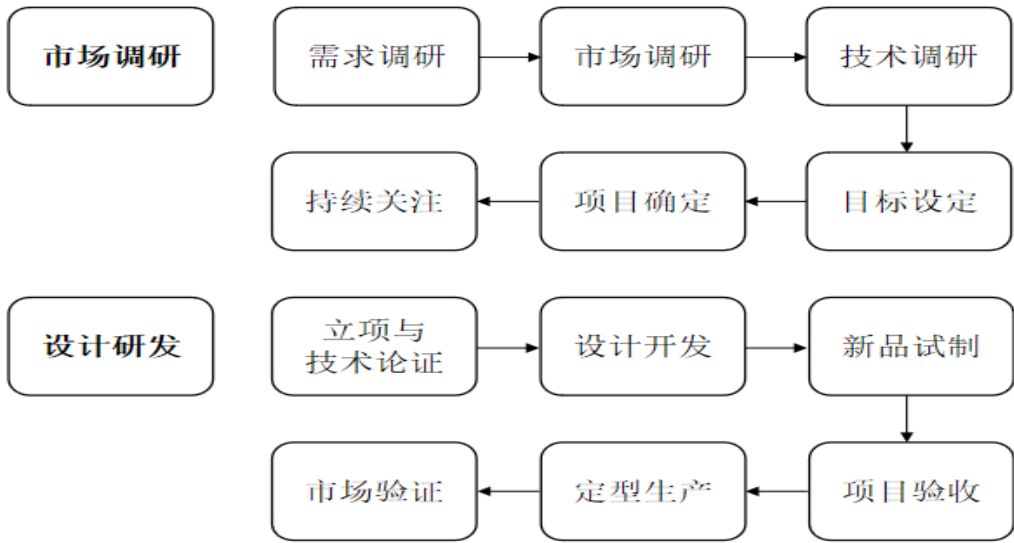 市场调研
需求调研
市场调研
技术调研
持续关注
项目确定
目标设定
设计研发
立项与
技术论证
设计开发
新品试制
市场验证
定型生产
项目验收